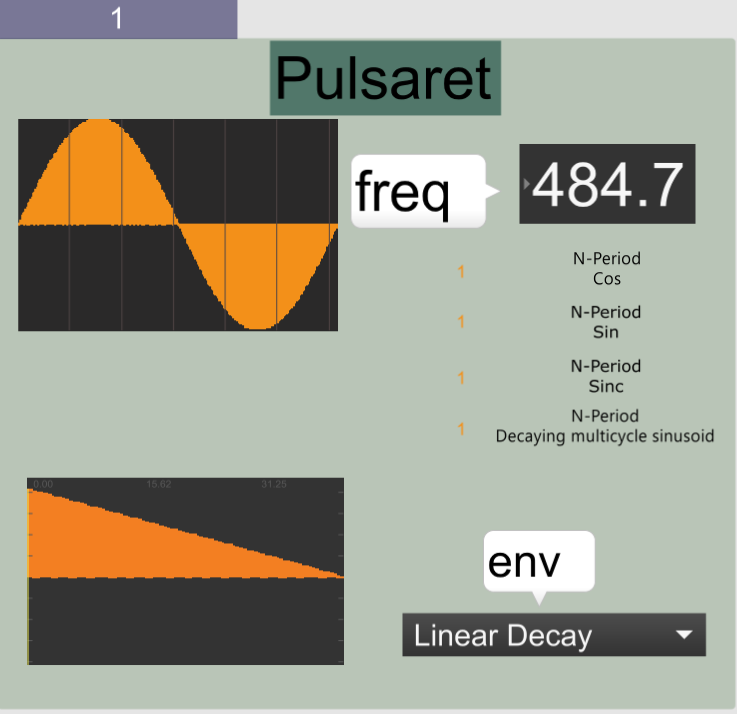 1
Pulsaret
freq
484.7
1
N-Period
Cos
1
N-Period
Sin
1
N-Period
Sinc
1
N-Period
Decaying multicycle sinusoid
0.00 15.62 31.25
env
Linear Decay